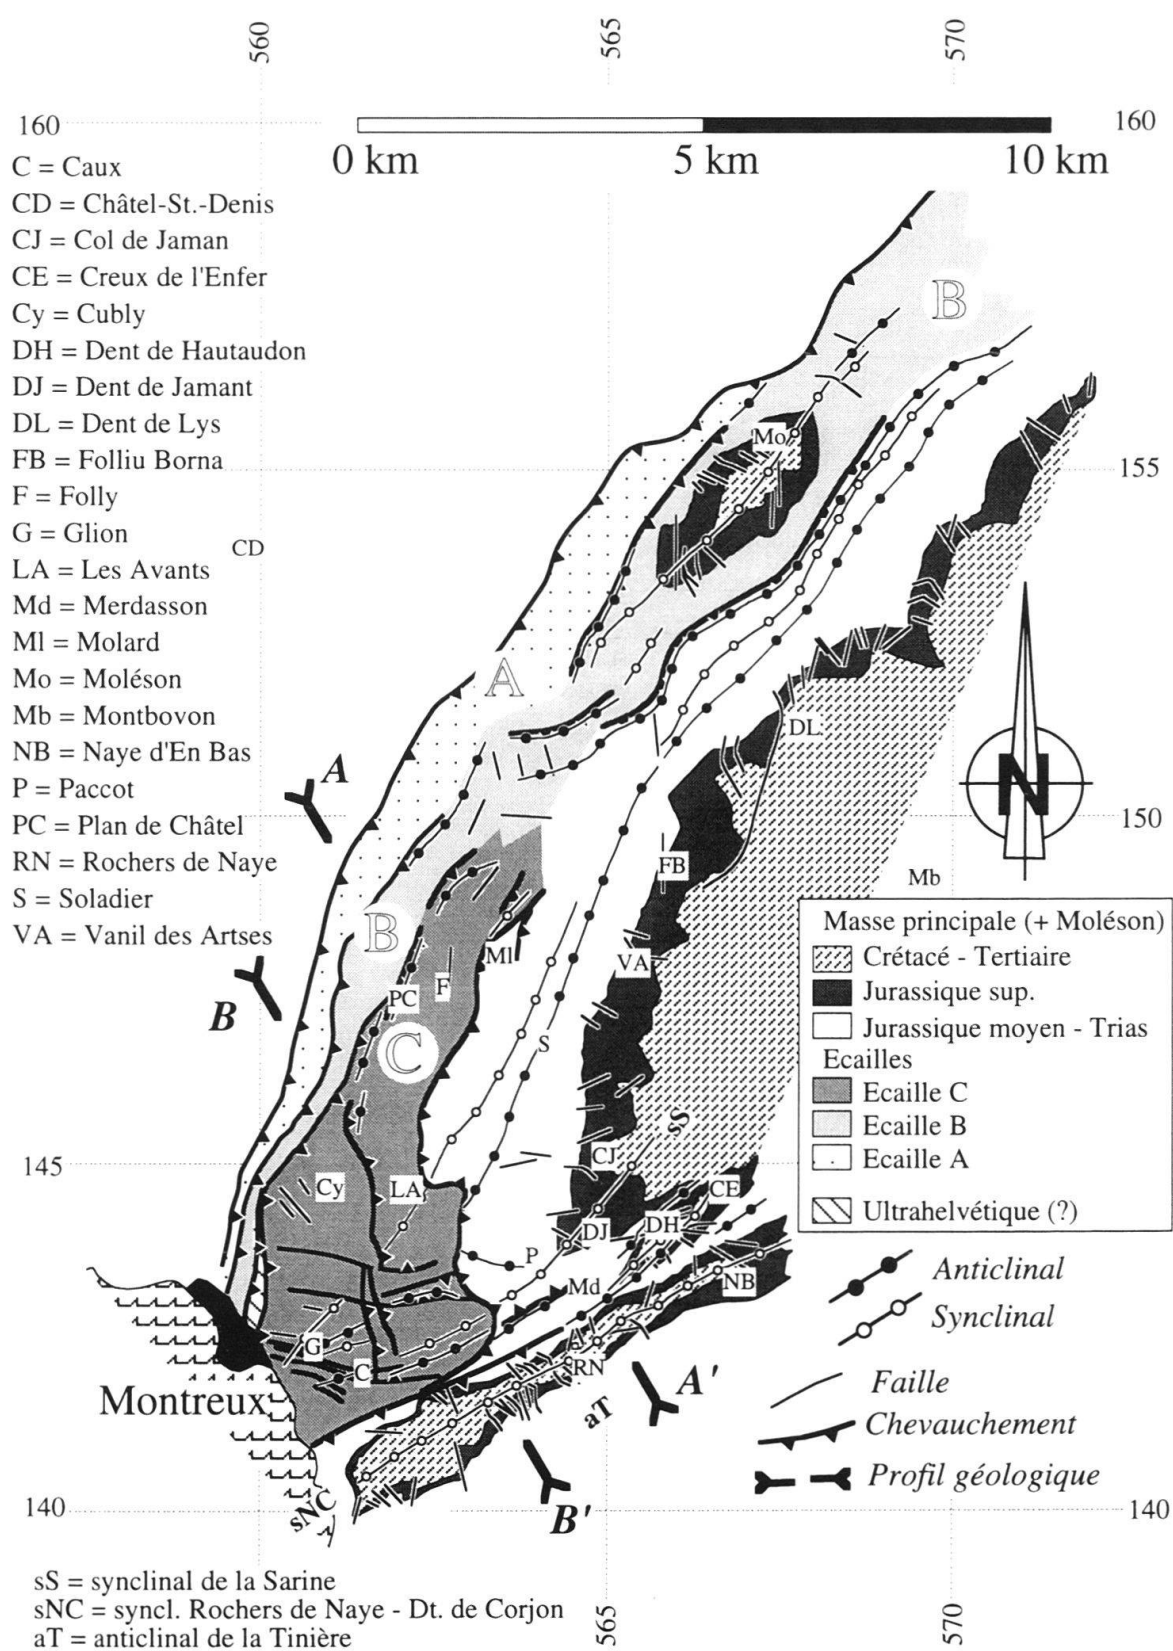 560
565
570
160
160
0 km
5 km
10 km
C = Caux
CD = Châtel-St.-Denis
CJ = Col de Jaman
CE = Creux de l'Enfer
Cy = Cubly
DH = Dent de Hautaudon
DJ = Dent de Jamant
DL = Dent de Lys
FB = Folliu Borna
F = Folly
G = Glion
LA = Les Avants
Md = Merdasson
Ml = Molard
Mo = Moléson
Mb = Montbovon
NB = Naye d'En Bas
P = Paccot
PC = Plan de Châtel
RN = Rochers de Naye
S = Soladier
VA = Vanil des Artses
B
Mo
155
CD
A
DL
A
150
FB
Mb
B
Ml
VA
F
PC
B
C
S
Masse principale (+ Moléson)
Crétacé - Tertiaire
Jurassique sup.
Jurassique moyen - Trias
Ecailles
Ecaille C
Ecaille B
Ecaille A
Ultrahelvétique (?)
145
sS
CJ
Cy
LA
CE
DJ
DH
P
Md
NB
G
C
RN
Montreux
aT
A'
B'
sNC
Anticlinal
Synclinal
Faille
Chevauchement
Profil géologique
140
140
sS = synclinal de la Sarine
sNC = syncl. Rochers de Naye - Dt. de Corjon
aT = anticlinal de la Tinière
565
570
N